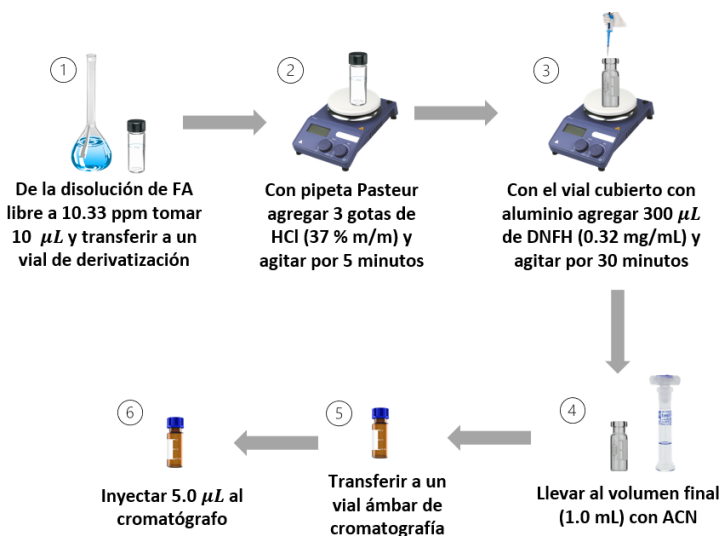 1
De la disolución de FA
libre a 10.33 ppm tomar
10 μL y transferir a un
vial de derivatización
2
Con pipeta Pasteur
agregar 3 gotas de
HCl (37 % m/m) y
agitar por 5 minutos
3
Con el vial cubierto con
aluminio agregar 300 μL
de DNFH (0.32 mg/mL) y
agitar por 30 minutos
4
Llevar al volumen final
(1.0 mL) con ACN
5
Transferir a un
vial ámbar de
cromatografía
6
Inyectar 5.0 μL al
cromatógrafo